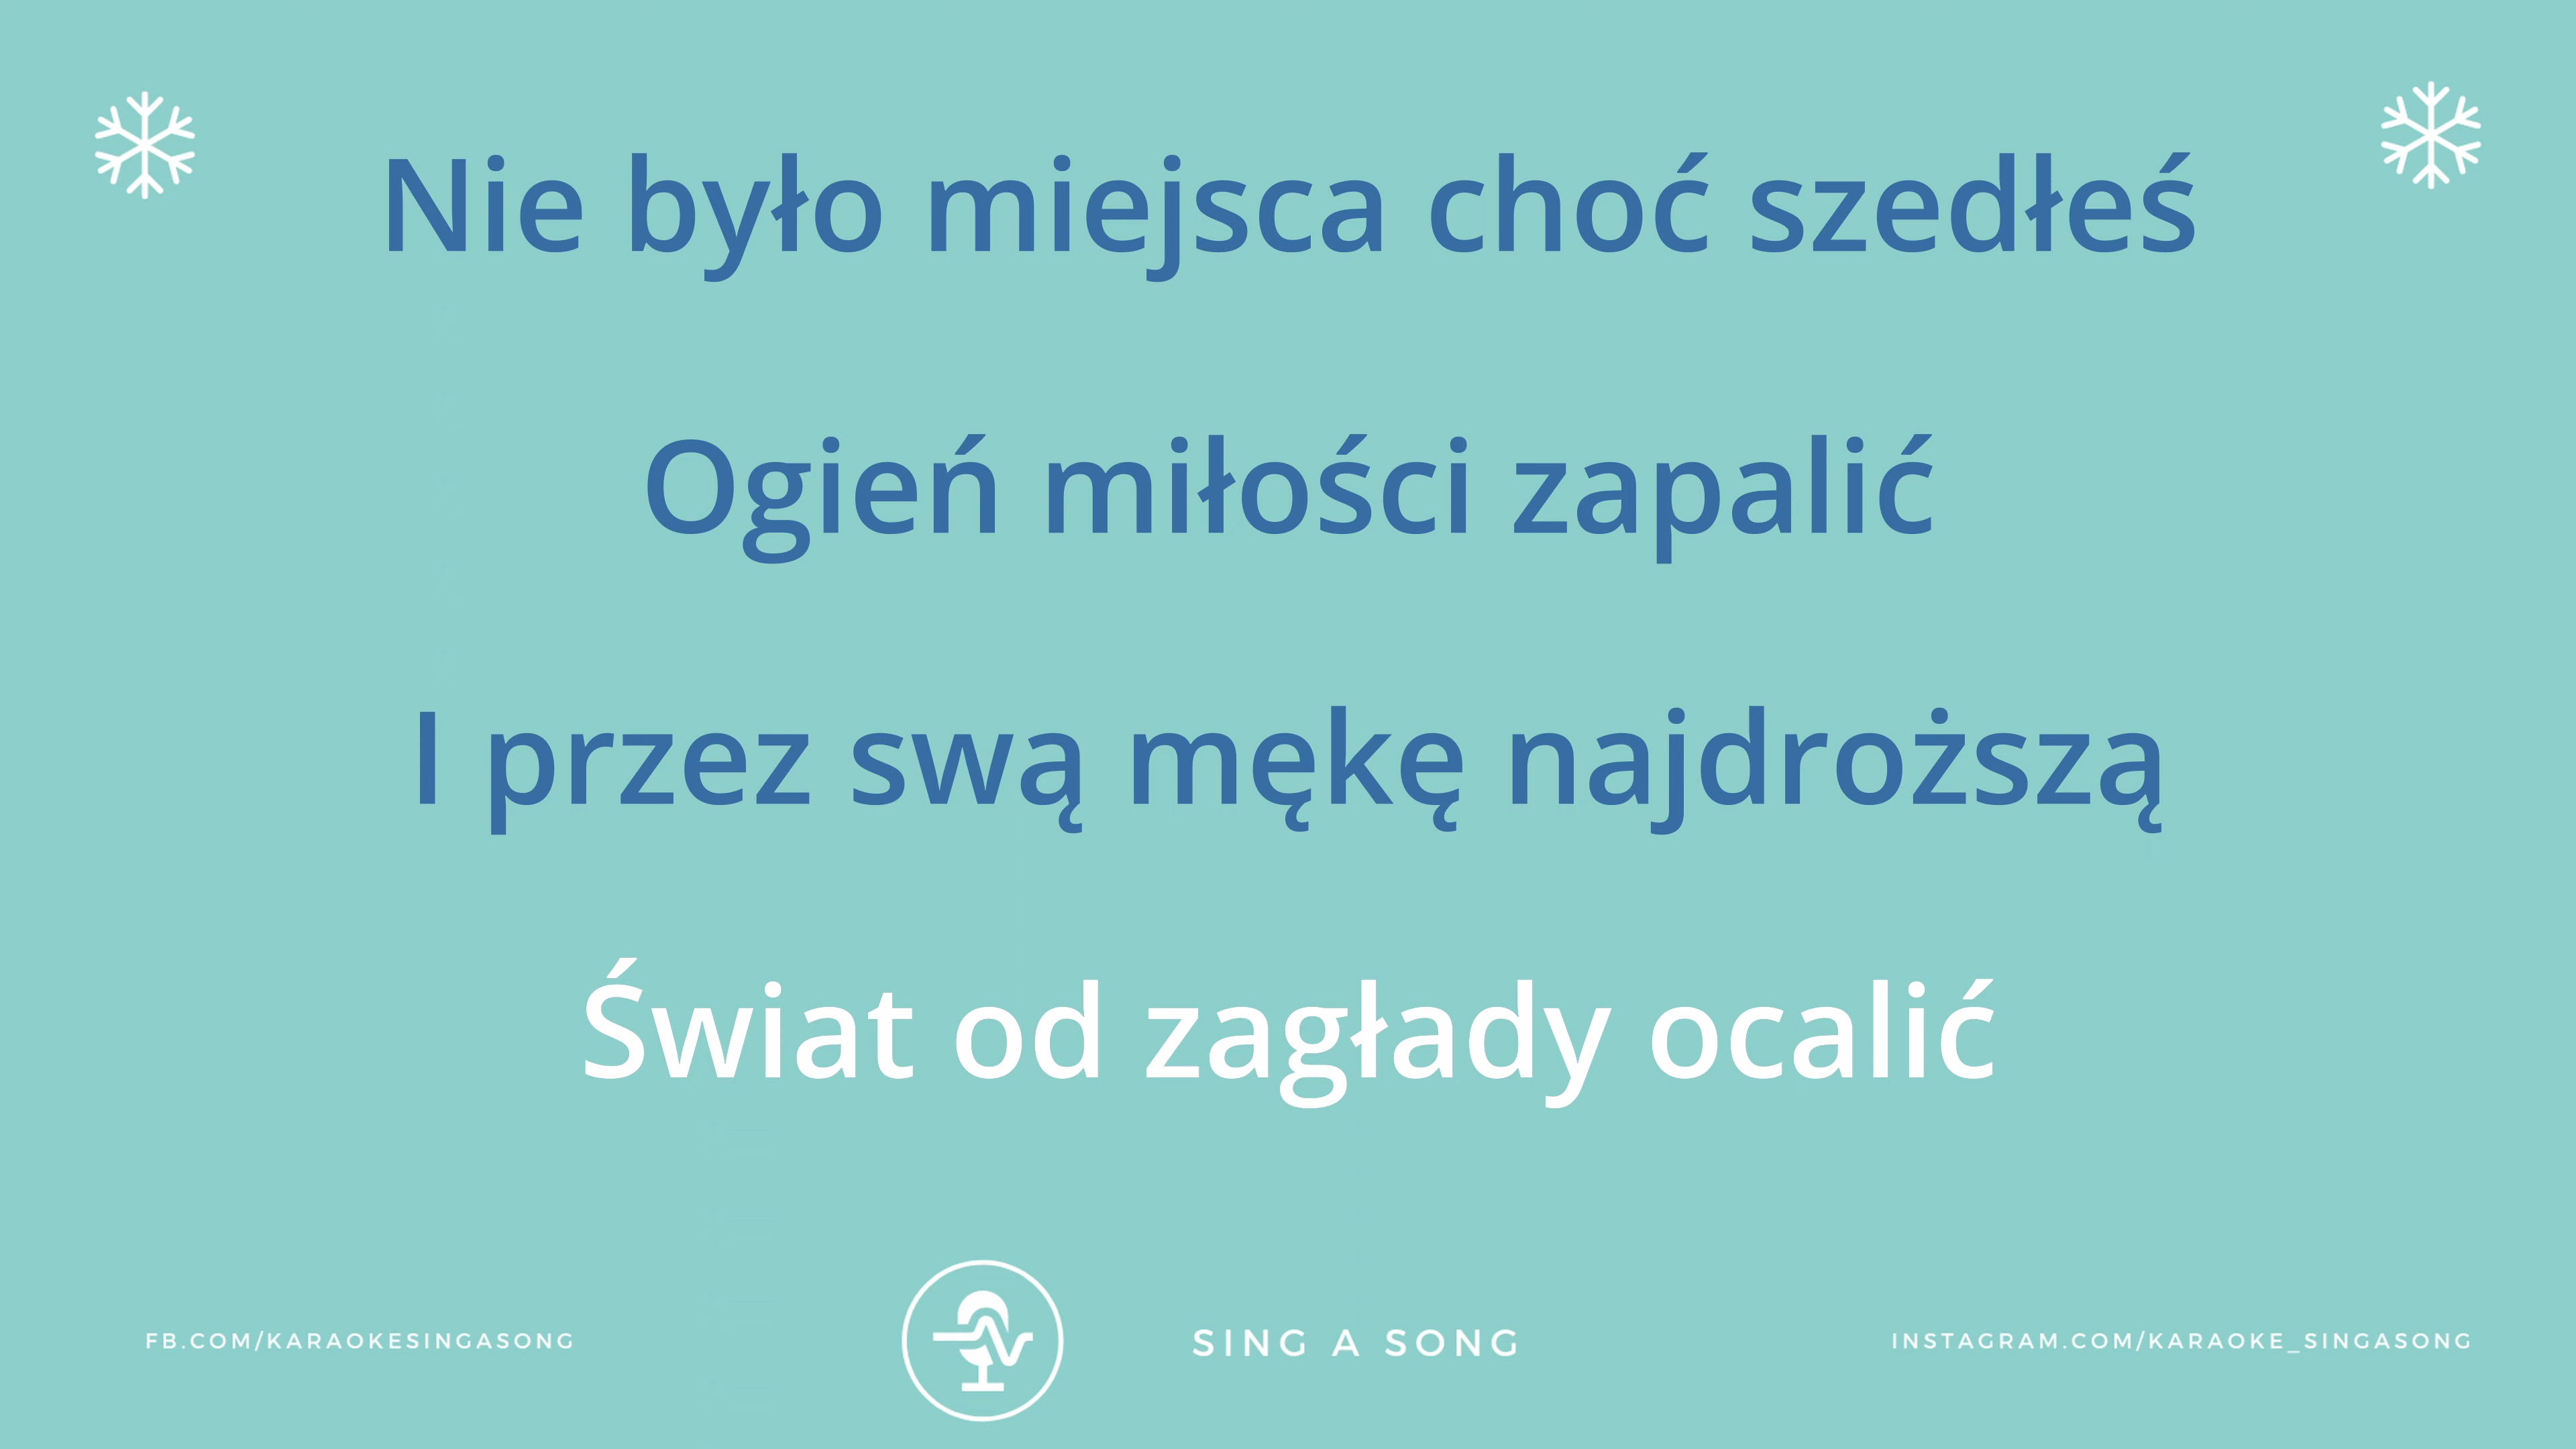 Nie było miejsca choć szedłeś
Ogień miłości zapalić
I przez swą mękę najdroższą
Świat od zagłady ocalić
FB.COM/KARAOKESINGASONG
SING A SONG
INSTAGRAM.COM/KARAOKE_SINGASONG